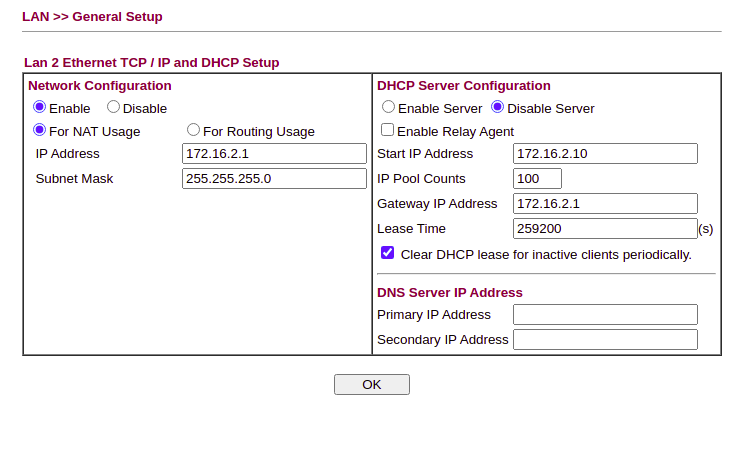 LAN >> General Setup
Lan 2 Ethernet TCP / IP and DHCP Setup
Network Configuration
Enable Disable
For NAT Usage For Routing Usage
IP Address 172.16.2.1
Subnet Mask 255.255.255.0
DHCP Server Configuration
Enable Server Disable Server
Enable Relay Agent
Start IP Address 172.16.2.10
IP Pool Counts 100
Gateway IP Address 172.16.2.1
Lease Time 259200 (s)
Clear DHCP lease for inactive clients periodically.
DNS Server IP Address
Primary IP Address
Secondary IP Address
OK